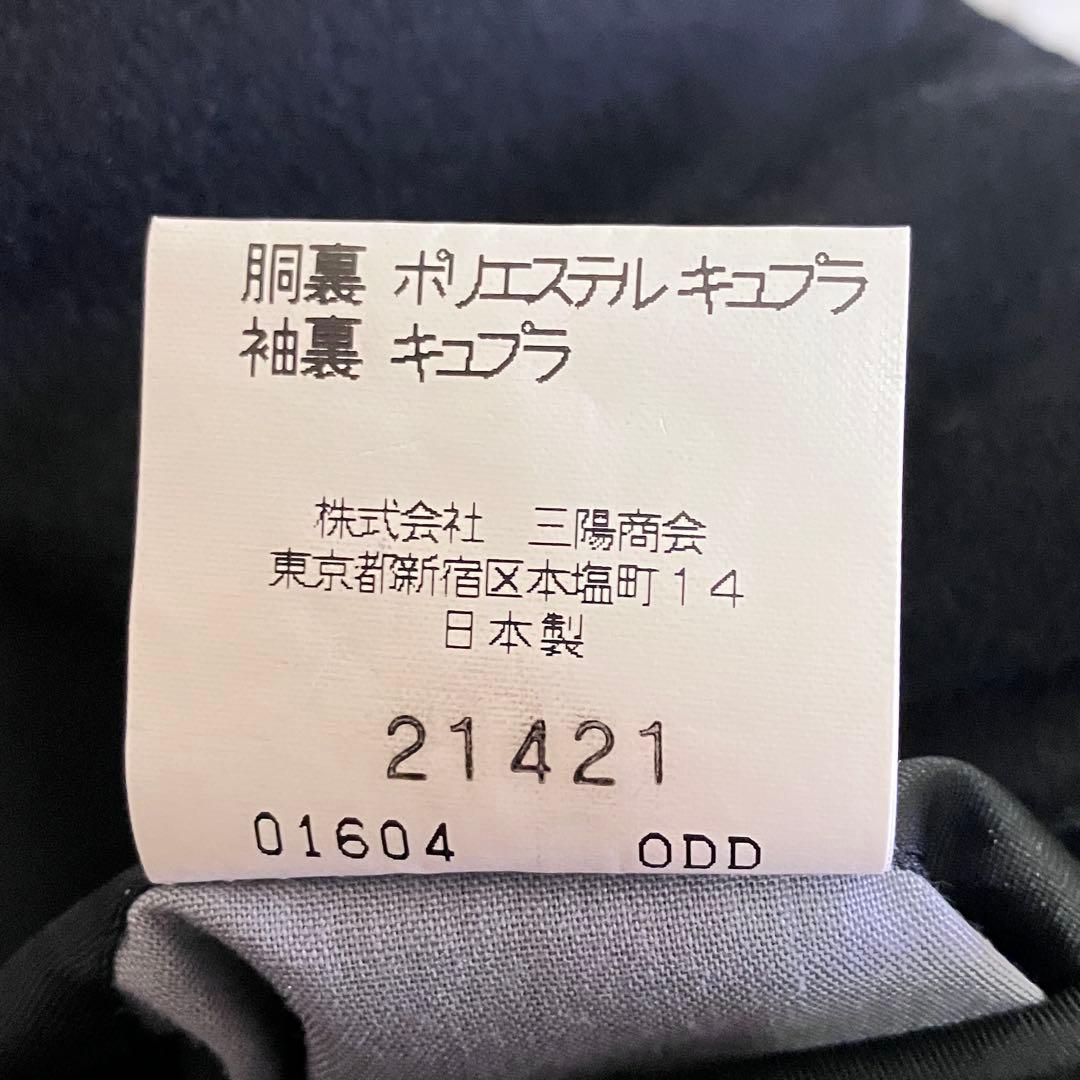 胴裏 ポリエステル キュプラ
袖裏 キュプラ
株式会社 三陽商会
東京都新宿区本塩町14
日本製
21421
01604 ODD